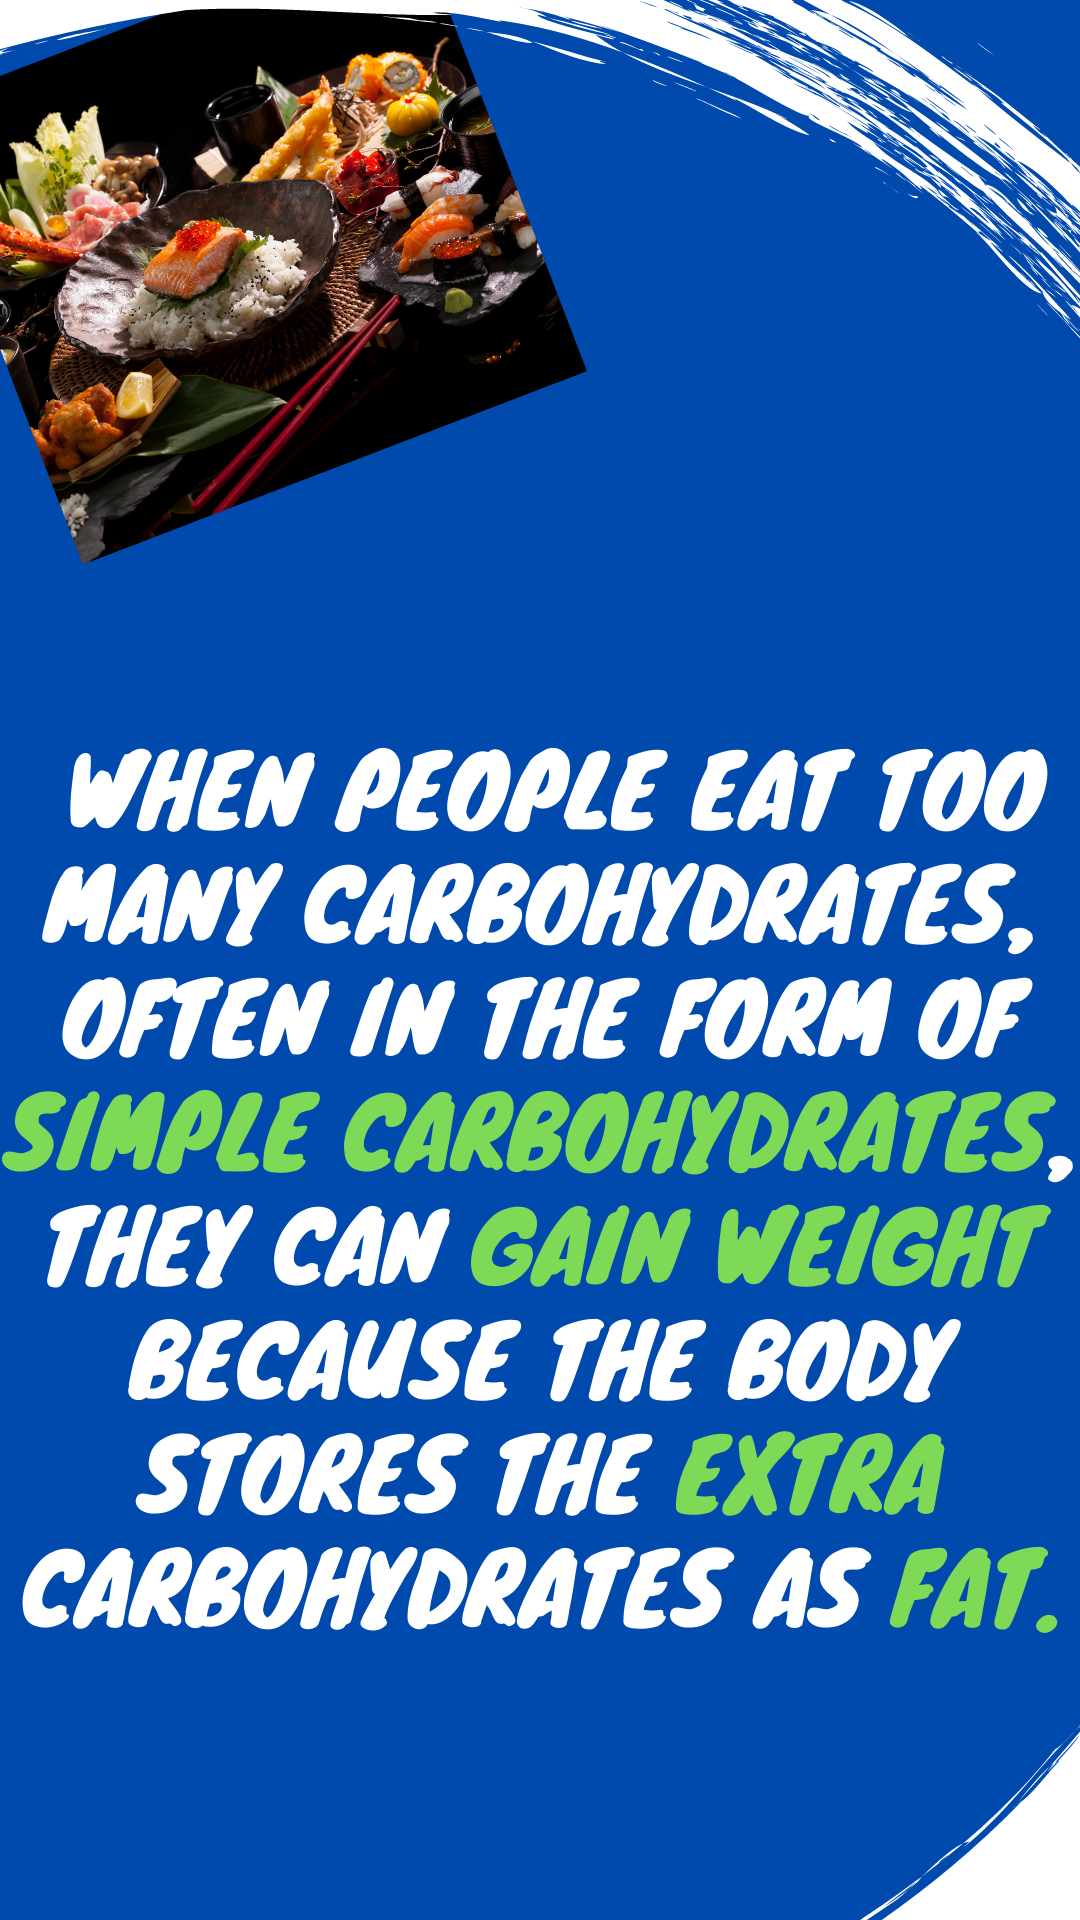 WHEN PEOPLE EAT TOO
MANY CARBOHYDRATES,
OFTEN IN THE FORM OF
SIMPLE CARBOHYDRATES,
THEY CAN GAIN WEIGHT
BECAUSE THE BODY
STORES THE EXTRA
CARBOHYDRATES AS FAT.